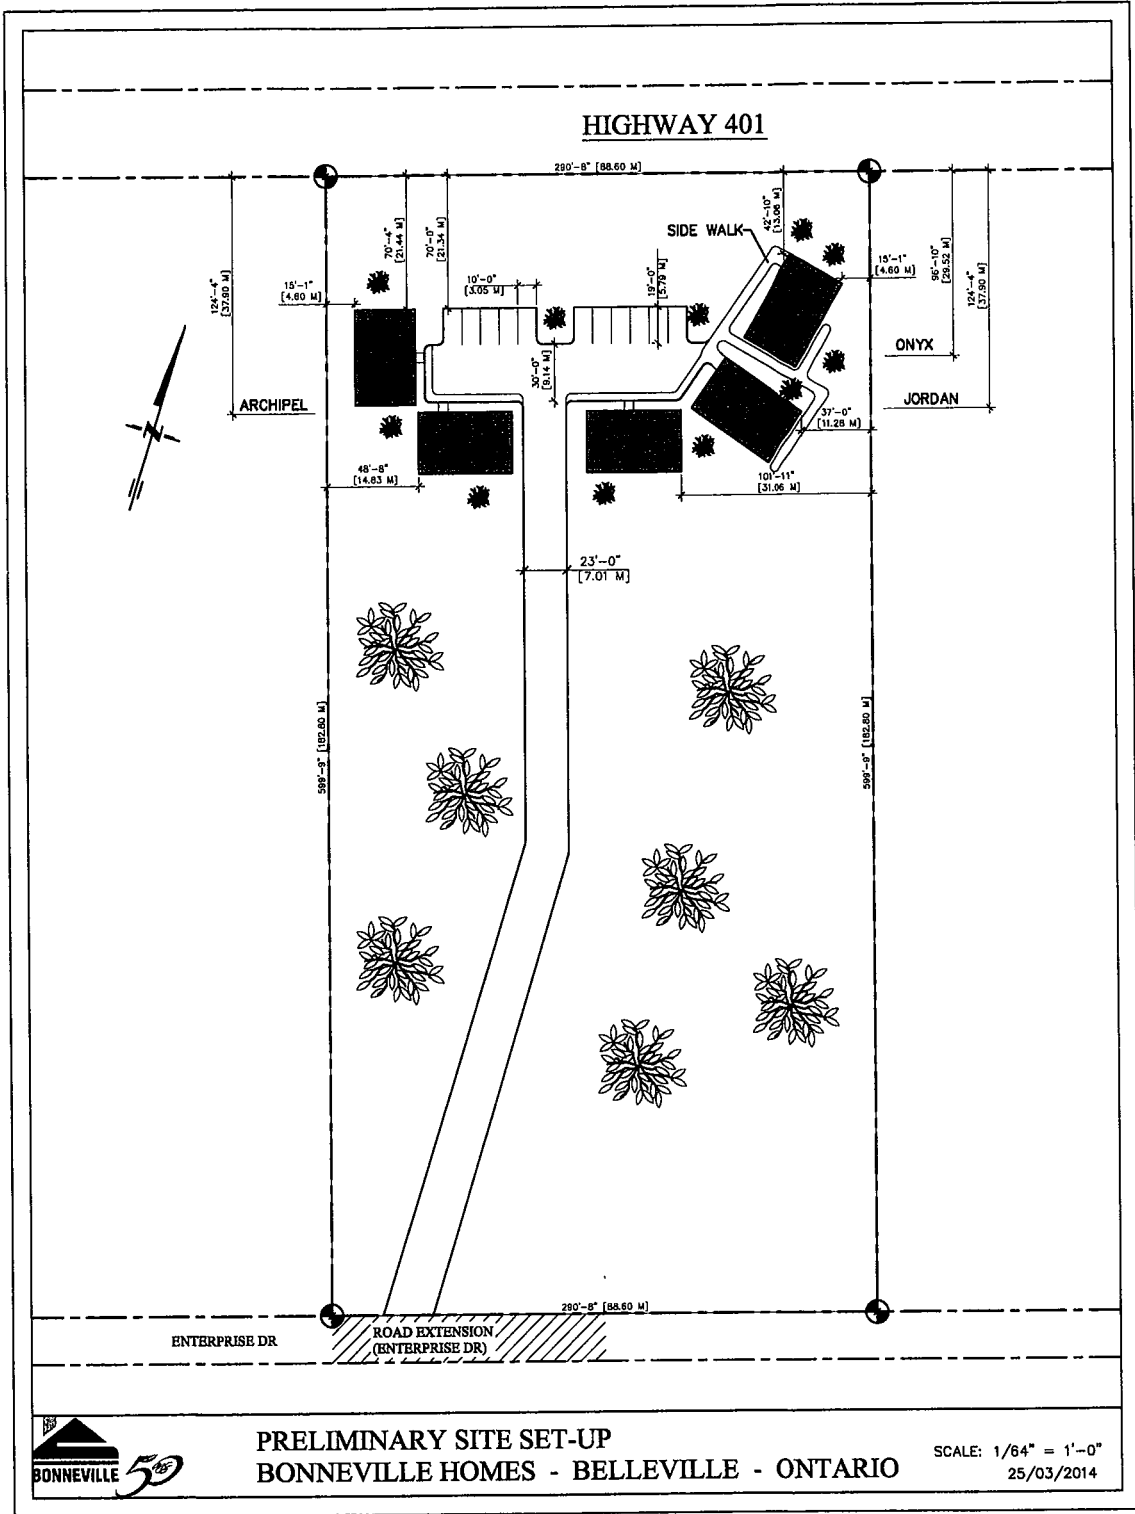 HIGHWAY 401
290'-8" [88.60 M]
124'-4"
[37.90 M]
70'-4"
[21.44 M]
70'-0"
[21.34 M]
15'-1"
[4.60 M]
10'-0"
[3.05 M]
19'-0"
[5.79 M]
30'-0"
[9.14 M]
SIDE WALK
42'-10"
[13.06 M]
15'-1"
[4.60 M]
96'-10"
[29.52 M]
124'-4"
[37.90 M]
ONYX
JORDAN
ARCHIPEL
N
37'-0"
[11.28 M]
48'-8"
[14.83 M]
101'-11"
[31.06 M]
23'-0"
[7.01 M]
599'-9" [182.80 M]
599'-9" [182.80 M]
290'-8" [88.60 M]
ENTERPRISE DR
ROAD EXTENSION
(ENTERPRISE DR)
BONNEVILLE
50
PRELIMINARY SITE SET-UP
BONNEVILLE HOMES - BELLEVILLE - ONTARIO
SCALE: 1/64" = 1'-0"
25/03/2014